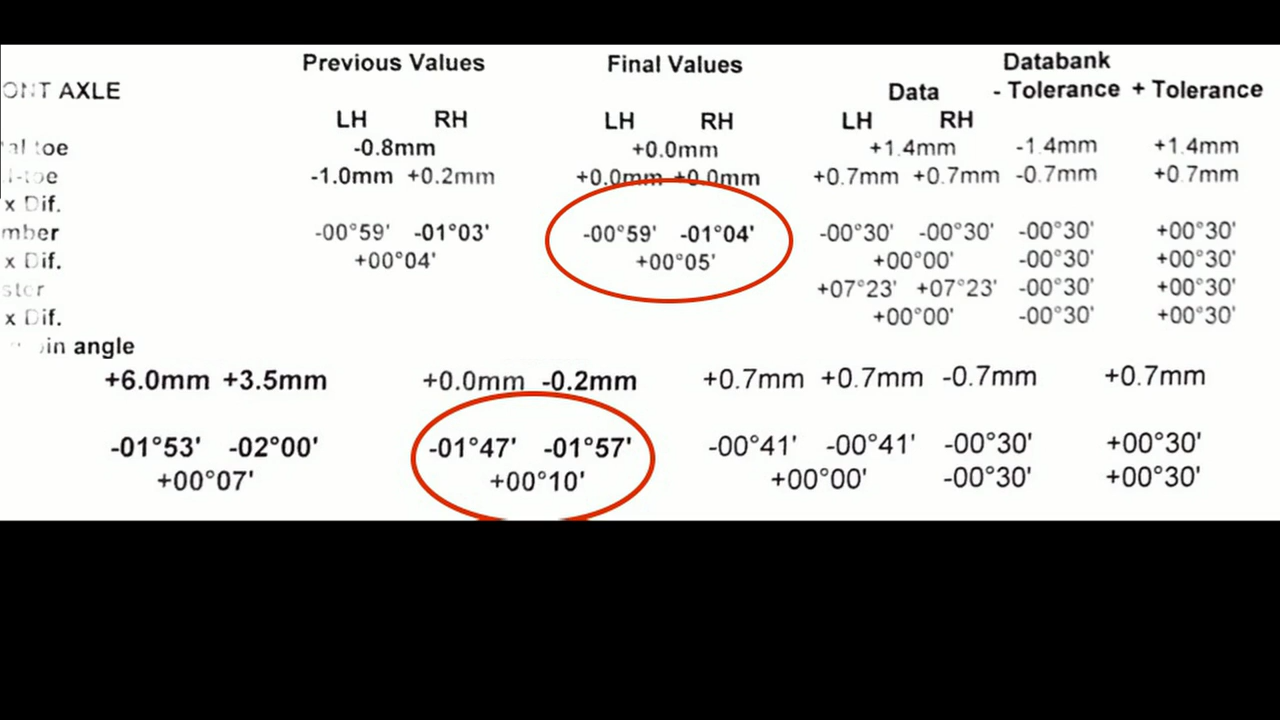 Previous Values Final Values Databank
AXLE Data - Tolerance + Tolerance
LH RH LH RH LH RH
toe -0.8mm +0.0mm +1.4mm -1.4mm +1.4mm
-1.0mm +0.2mm +0.0mm +0.0mm +0.7mm +0.7mm -0.7mm +0.7mm
x Dif.
-00°59' -01°03' -00°59' -01°04' -00°30' -00°30' -00°30' +00°30'
x Dif. +00°04' +00°05' +00°00' -00°30' +00°30'
+07°23' +07°23' -00°30' +00°30'
x Dif. +00°00' -00°30' +00°30'
angle
+6.0mm +3.5mm +0.0mm -0.2mm +0.7mm +0.7mm -0.7mm +0.7mm
-01°53' -02°00' -01°47' -01°57' -00°41' -00°41' -00°30' +00°30'
+00°07' +00°10' +00°00' -00°30' +00°30'